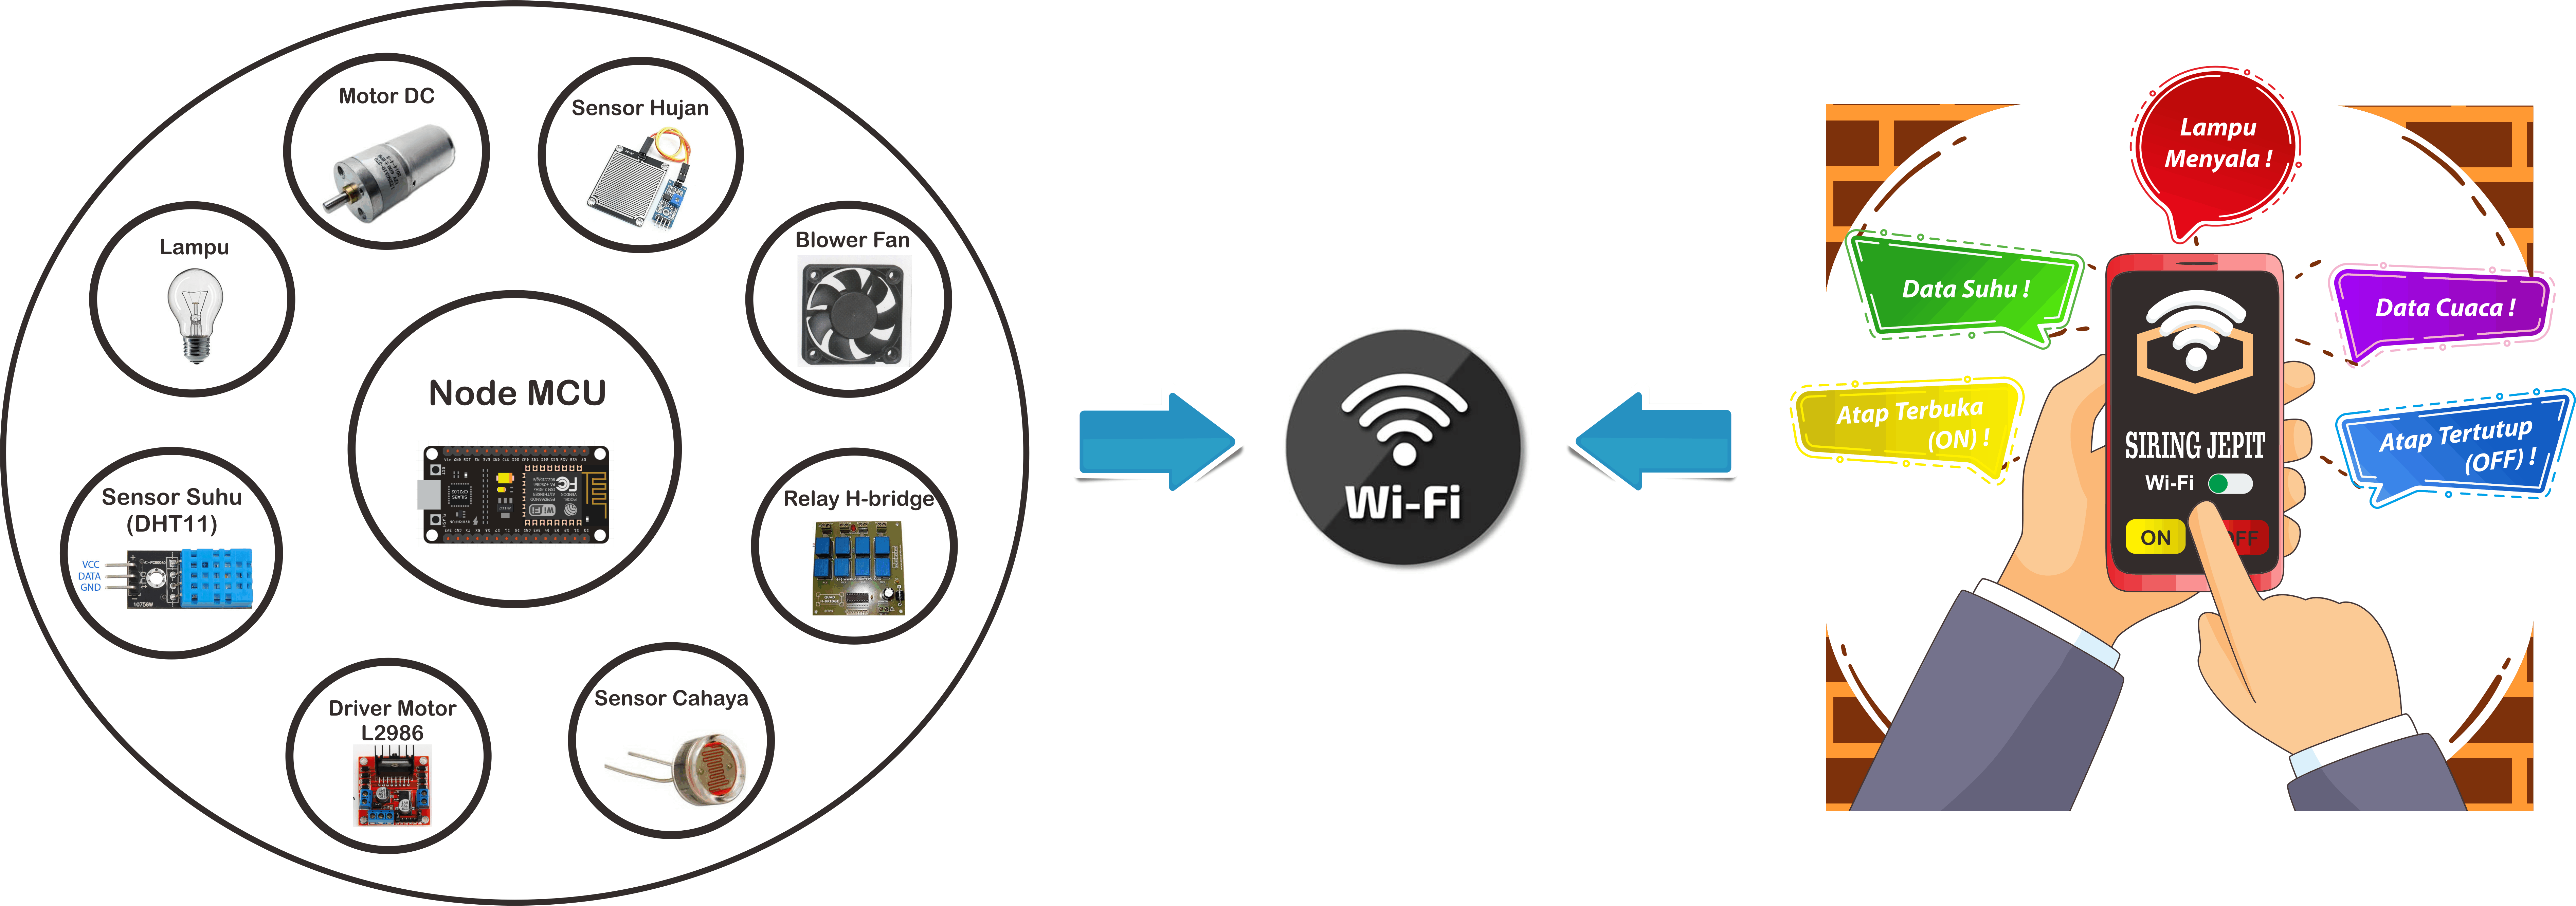 Motor DC
Sensor Hujan
Lampu
Blower Fan
Node MCU
Sensor Suhu
(DHT11)
VCC
DATA
GND
Relay H-bridge
Driver Motor
L2986
Sensor Cahaya
Wi-Fi
Lampu
Menyala !
Data Suhu !
Data Cuaca !
Atap Terbuka
(ON) !
Atap Tertutup
(OFF) !
SIRING JEPIT
Wi-Fi
ON
OFF